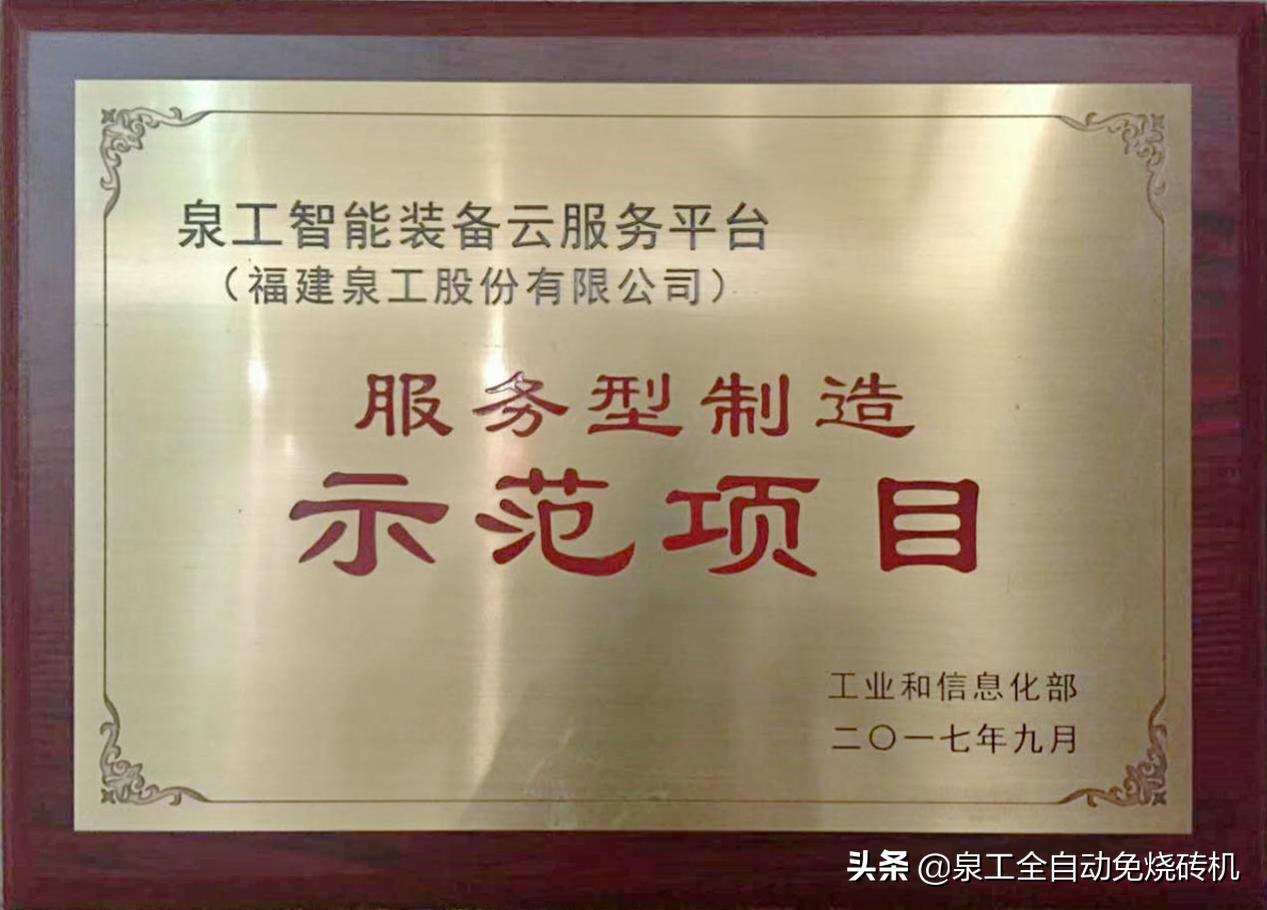 泉工智能装备云服务平台
（福建泉工股份有限公司）
服务型制造
示范项目
工业和信息化部
二〇一七年九月
头条 @泉工全自动免烧砖机